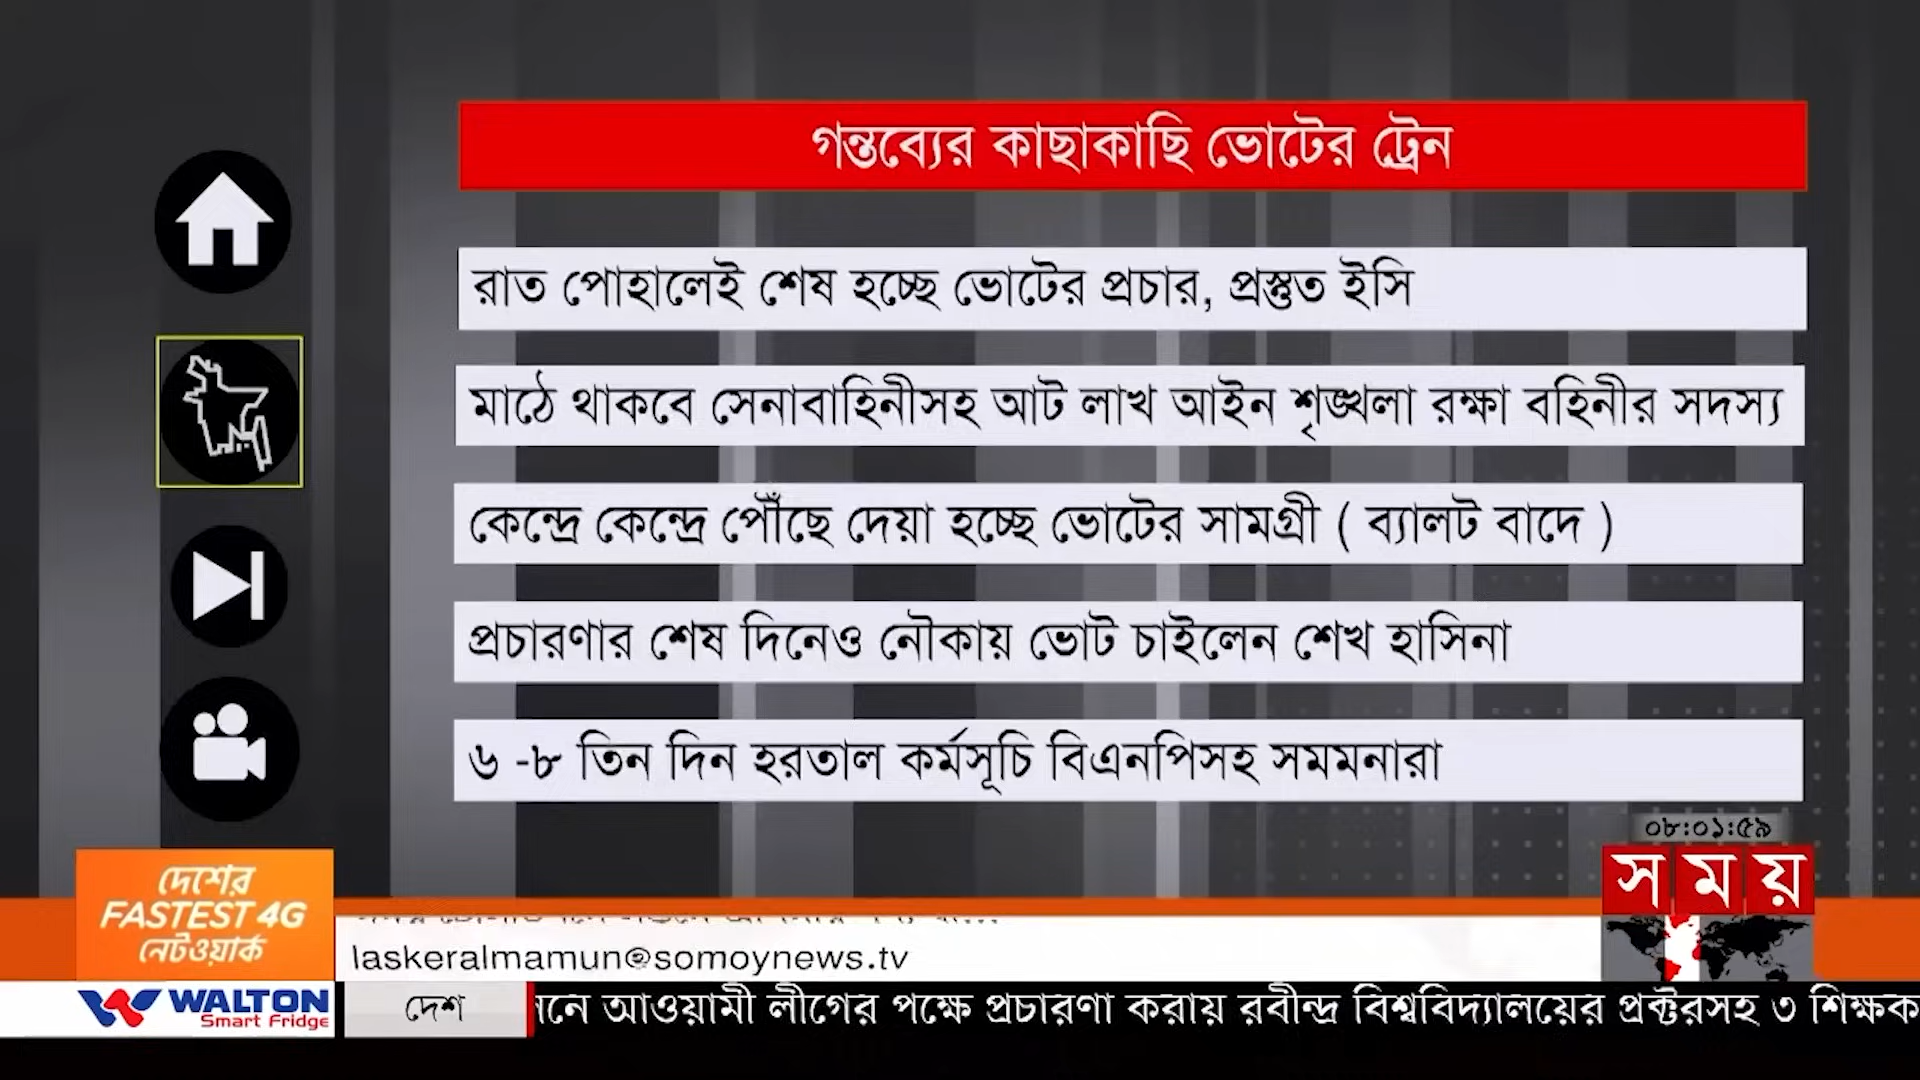 গন্তব্যের কাছাকাছি ভোটের ট্রেন
রাত পোহালেই শেষ হচ্ছে ভোটের প্রচার, প্রস্তুত ইসি
মাঠে থাকবে সেনাবাহিনীসহ আট লাখ আইন শৃঙ্খলা রক্ষা বহিনীর সদস্য
কেন্দ্রে কেন্দ্রে পৌঁছে দেয়া হচ্ছে ভোটের সামগ্রী ( ব্যালট বাদে )
প্রচারণার শেষ দিনেও নৌকায় ভোট চাইলেন শেখ হাসিনা
৬ -৮ তিন দিন হরতাল কর্মসূচি বিএনপিসহ সমমনারা
০৮:০১:৫৯
সময়
দেশের
FASTEST 4G
নেটওয়ার্ক
laskeralmamun@somoynews.tv
WALTON
Smart Fridge
দেশ
নে আওয়ামী লীগের পক্ষে প্রচারণা করায় রবীন্দ্র বিশ্ববিদ্যালয়ের প্রক্টরসহ ৩ শিক্ষক